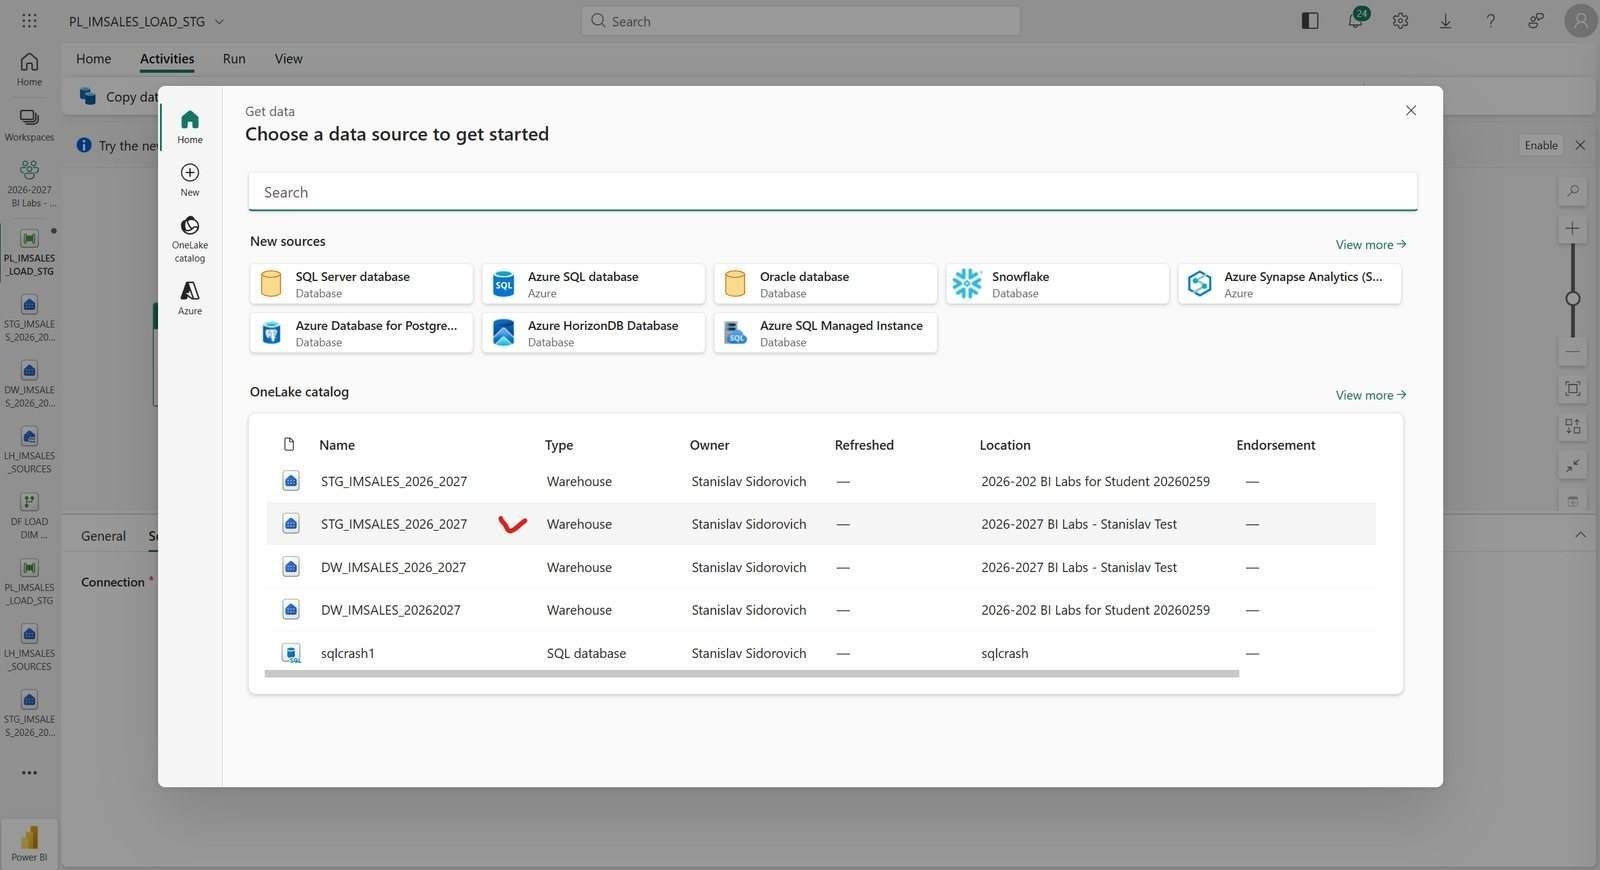 PL_IMSALES_LOAD_STG
Search
24
Home
Activities
Run
View
Home
Workspaces
2026-2027
BI Labs - ...
PL_IMSALES
_LOAD_STG
STG_IMSALE
S_2026_20...
DW_IMSALE
S_2026_20...
LH_IMSALES
_SOURCES
DF LOAD
DIM ...
PL_IMSALES
_LOAD_STG
LH_IMSALES
_SOURCES
STG_IMSALE
S_2026_20...
Power BI
Copy dat
Try the ne
Enable
General
Connection *
Home
New
OneLake
catalog
Azure
Get data
Choose a data source to get started
Search
New sources
View more
SQL Server database
Database
Azure SQL database
Azure
Oracle database
Database
Snowflake
Database
Azure Synapse Analytics (S...
Azure
Azure Database for Postgre...
Database
Azure HorizonDB Database
Database
Azure SQL Managed Instance
Database
OneLake catalog
View more
Name Type Owner Refreshed Location Endorsement
STG_IMSALES_2026_2027 Warehouse Stanislav Sidorovich — 2026-202 BI Labs for Student 20260259 —
STG_IMSALES_2026_2027 Warehouse Stanislav Sidorovich — 2026-2027 BI Labs - Stanislav Test —
DW_IMSALES_2026_2027 Warehouse Stanislav Sidorovich — 2026-2027 BI Labs - Stanislav Test —
DW_IMSALES_20262027 Warehouse Stanislav Sidorovich — 2026-202 BI Labs for Student 20260259 —
sqlcrash1 SQL database Stanislav Sidorovich — sqlcrash —